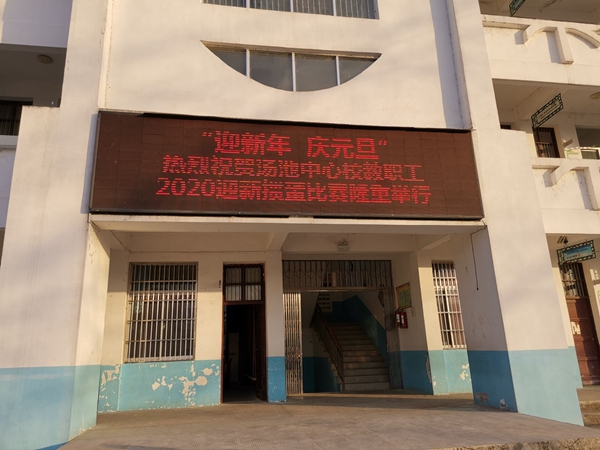 “迎新年 庆元旦“
热烈祝贺汤池中心校教职工
2020迎新掼蛋比赛隆重举行